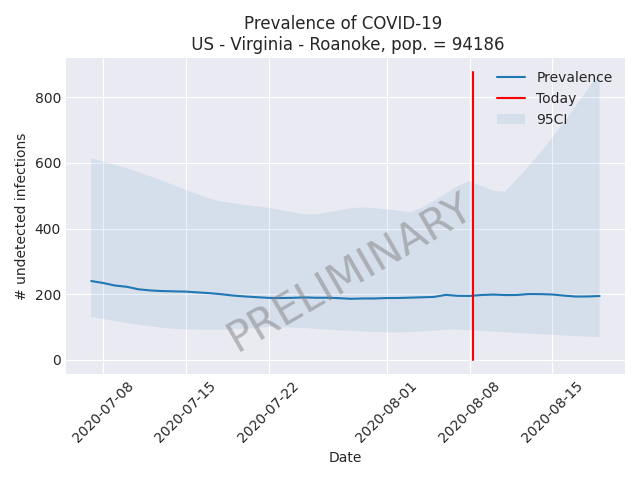 Prevalence of COVID-19
US - Virginia - Roanoke, pop. = 94186
# undetected infections
800
600
400
200
0
Prevalence
Today
95CI
PRELIMINARY
2020-07-08
2020-07-15
2020-07-22
2020-08-01
2020-08-08
2020-08-15
Date